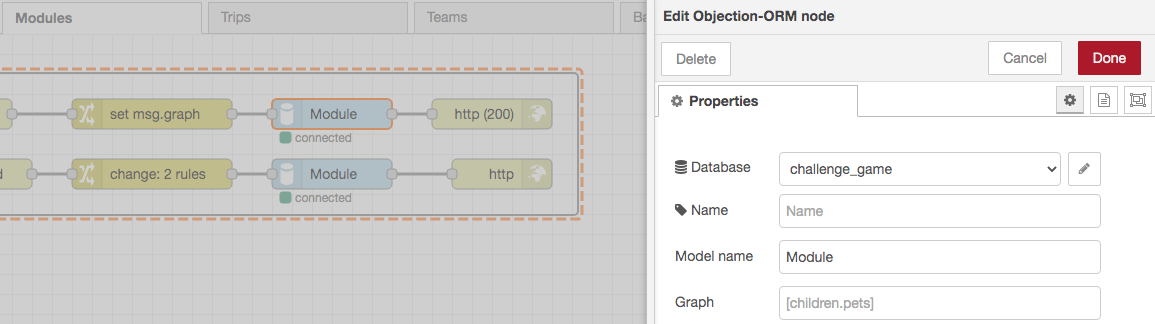 Modules
Trips
Teams
Ba
Edit Objection-ORM node
Delete
Cancel
Done
Properties
set msg.graph
Module
http (200)
connected
d
change: 2 rules
Module
http
connected
Database
challenge_game
Name
Name
Model name
Module
Graph
[children.pets]